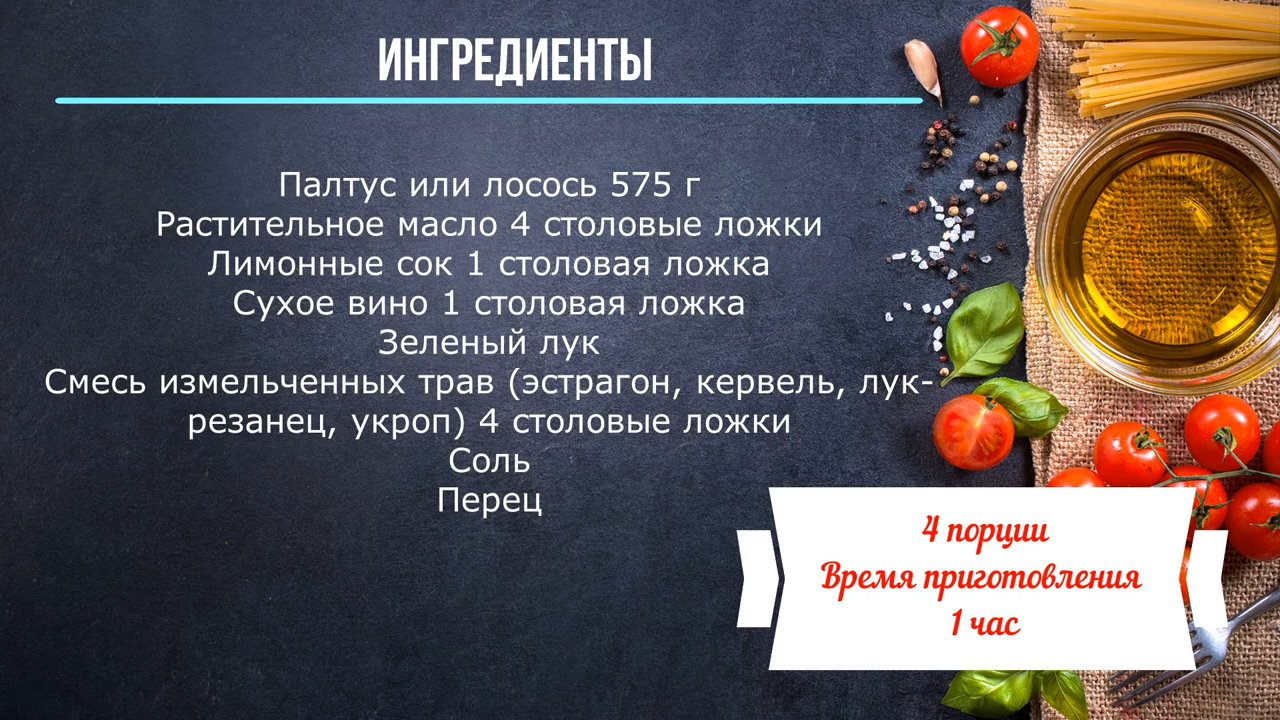 ИНГРЕДИЕНТЫ
Палтус или лосось 575 г
Растительное масло 4 столовые ложки
Лимонные сок 1 столовая ложка
Сухое вино 1 столовая ложка
Зеленый лук
Смесь измельченных трав (эстрагон, кервель, лук-
резанец, укроп) 4 столовые ложки
Соль
Перец
4 порции
Время приготовления
1 час